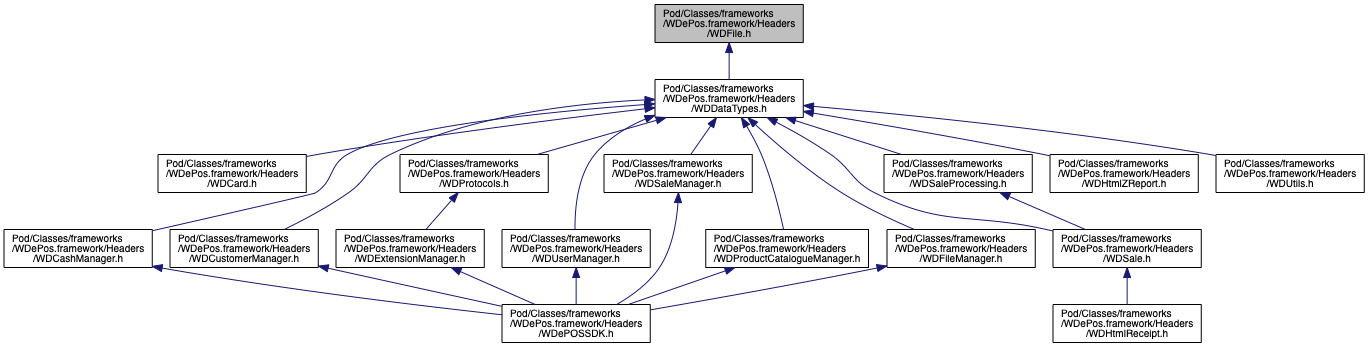 Pod/Classes/frameworks
/WDePos.framework/Headers
/WDFile.h
Pod/Classes/frameworks
/WDePos.framework/Headers
/WDDataTypes.h
Pod/Classes/frameworks
/WDePos.framework/Headers
/WDCard.h
Pod/Classes/frameworks
/WDePos.framework/Headers
/WDProtocols.h
Pod/Classes/frameworks
/WDePos.framework/Headers
/WDSaleManager.h
Pod/Classes/frameworks
/WDePos.framework/Headers
/WDSaleProcessing.h
Pod/Classes/frameworks
/WDePos.framework/Headers
/WDHtmlZReport.h
Pod/Classes/frameworks
/WDePos.framework/Headers
/WDUtils.h
Pod/Classes/frameworks
/WDePos.framework/Headers
/WDCashManager.h
Pod/Classes/frameworks
/WDePos.framework/Headers
/WDCustomerManager.h
Pod/Classes/frameworks
/WDePos.framework/Headers
/WDExtensionManager.h
Pod/Classes/frameworks
/WDePos.framework/Headers
/WDUserManager.h
Pod/Classes/frameworks
/WDePos.framework/Headers
/WDProductCatalogueManager.h
Pod/Classes/frameworks
/WDePos.framework/Headers
/WDFileManager.h
Pod/Classes/frameworks
/WDePos.framework/Headers
/WDSale.h
Pod/Classes/frameworks
/WDePos.framework/Headers
/WDePOSSDK.h
Pod/Classes/frameworks
/WDePos.framework/Headers
/WDHtmlReceipt.h